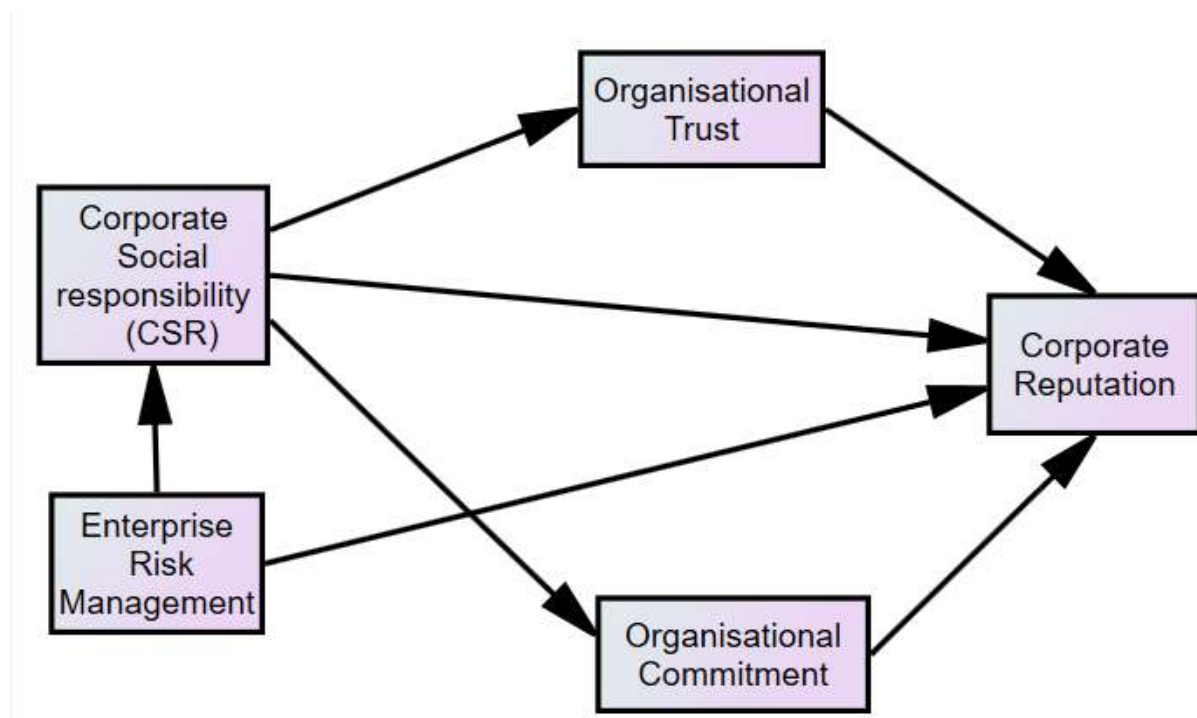 Organisational
Trust
Corporate
Social
responsibility
(CSR)
Corporate
Reputation
Enterprise
Risk
Management
Organisational
Commitment